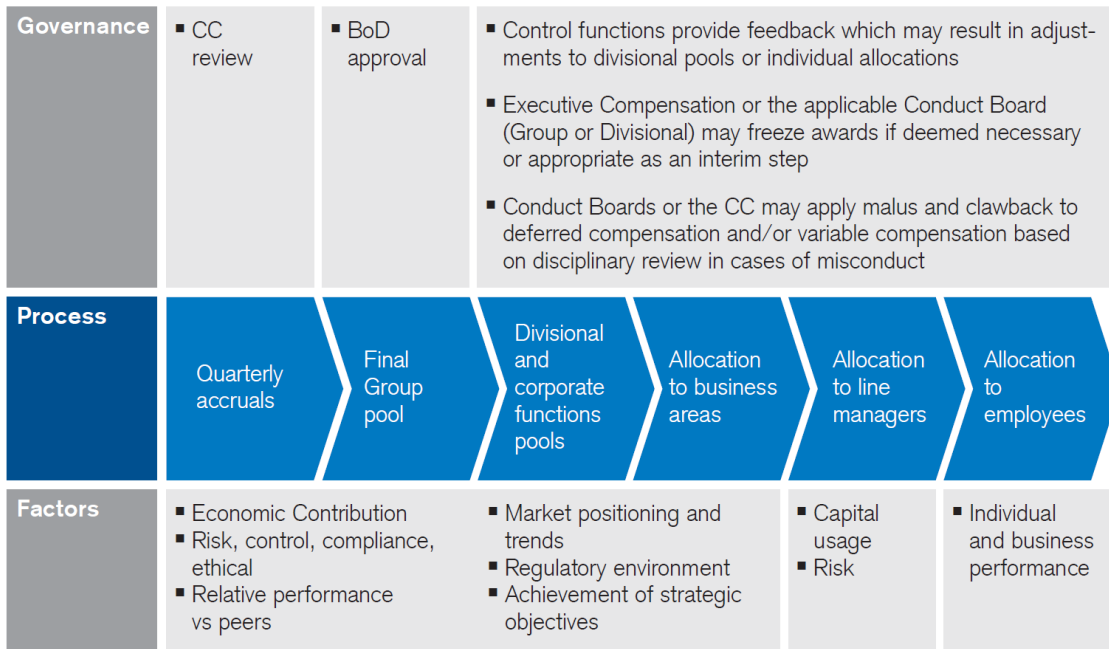 Governance
▪ CC
review
▪ BoD
approval
▪ Control functions provide feedback which may result in adjust-
ments to divisional pools or individual allocations
▪ Executive Compensation or the applicable Conduct Board
(Group or Divisional) may freeze awards if deemed necessary
or appropriate as an interim step
▪ Conduct Boards or the CC may apply malus and clawback to
deferred compensation and/or variable compensation based
on disciplinary review in cases of misconduct
Process
Quarterly
accruals
Final
Group
pool
Divisional
and
corporate
functions
pools
Allocation
to business
areas
Allocation
to line
managers
Allocation
to
employees
Factors
▪ Economic Contribution
▪ Risk, control, compliance,
ethical
▪ Relative performance
vs peers
▪ Market positioning and
trends
▪ Regulatory environment
▪ Achievement of strategic
objectives
▪ Capital
usage
▪ Risk
▪ Individual
and business
performance